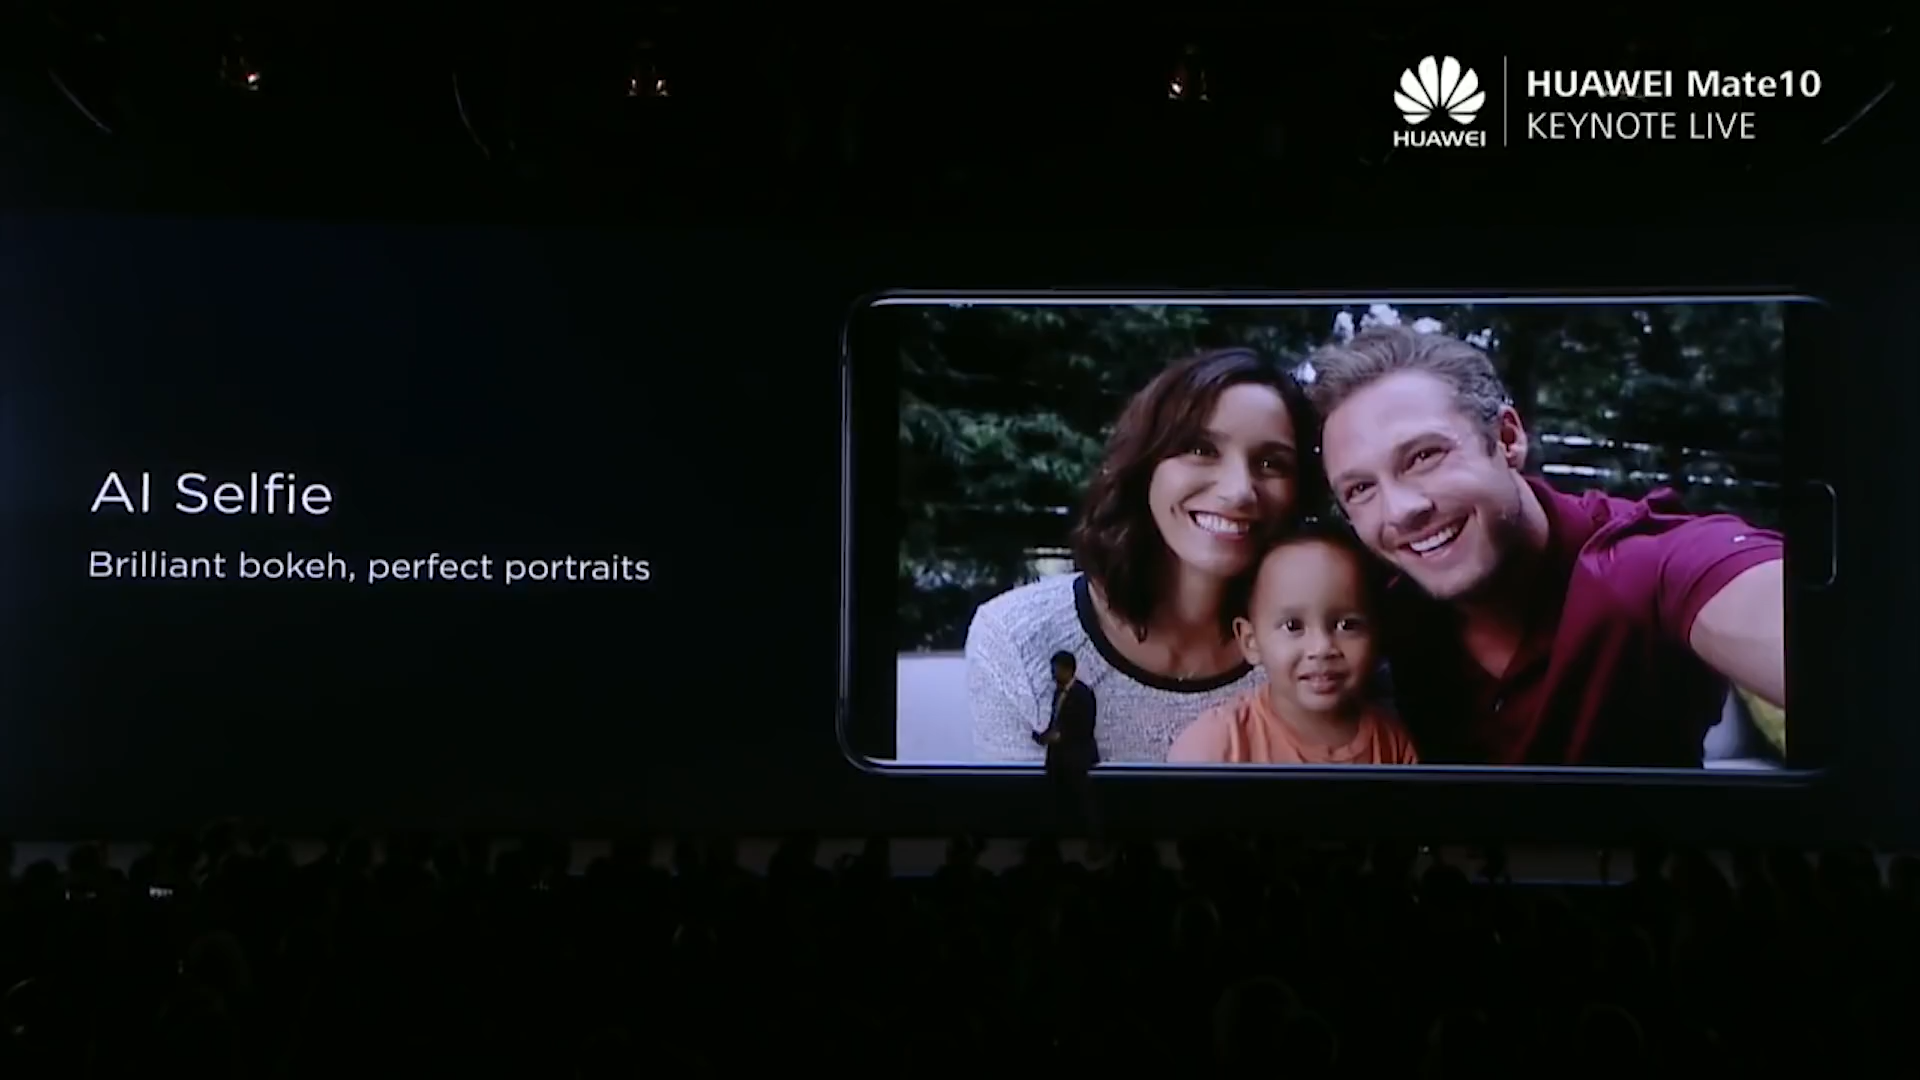 HUAWEI
HUAWEI Mate10
KEYNOTE LIVE
AI Selfie
Brilliant bokeh, perfect portraits